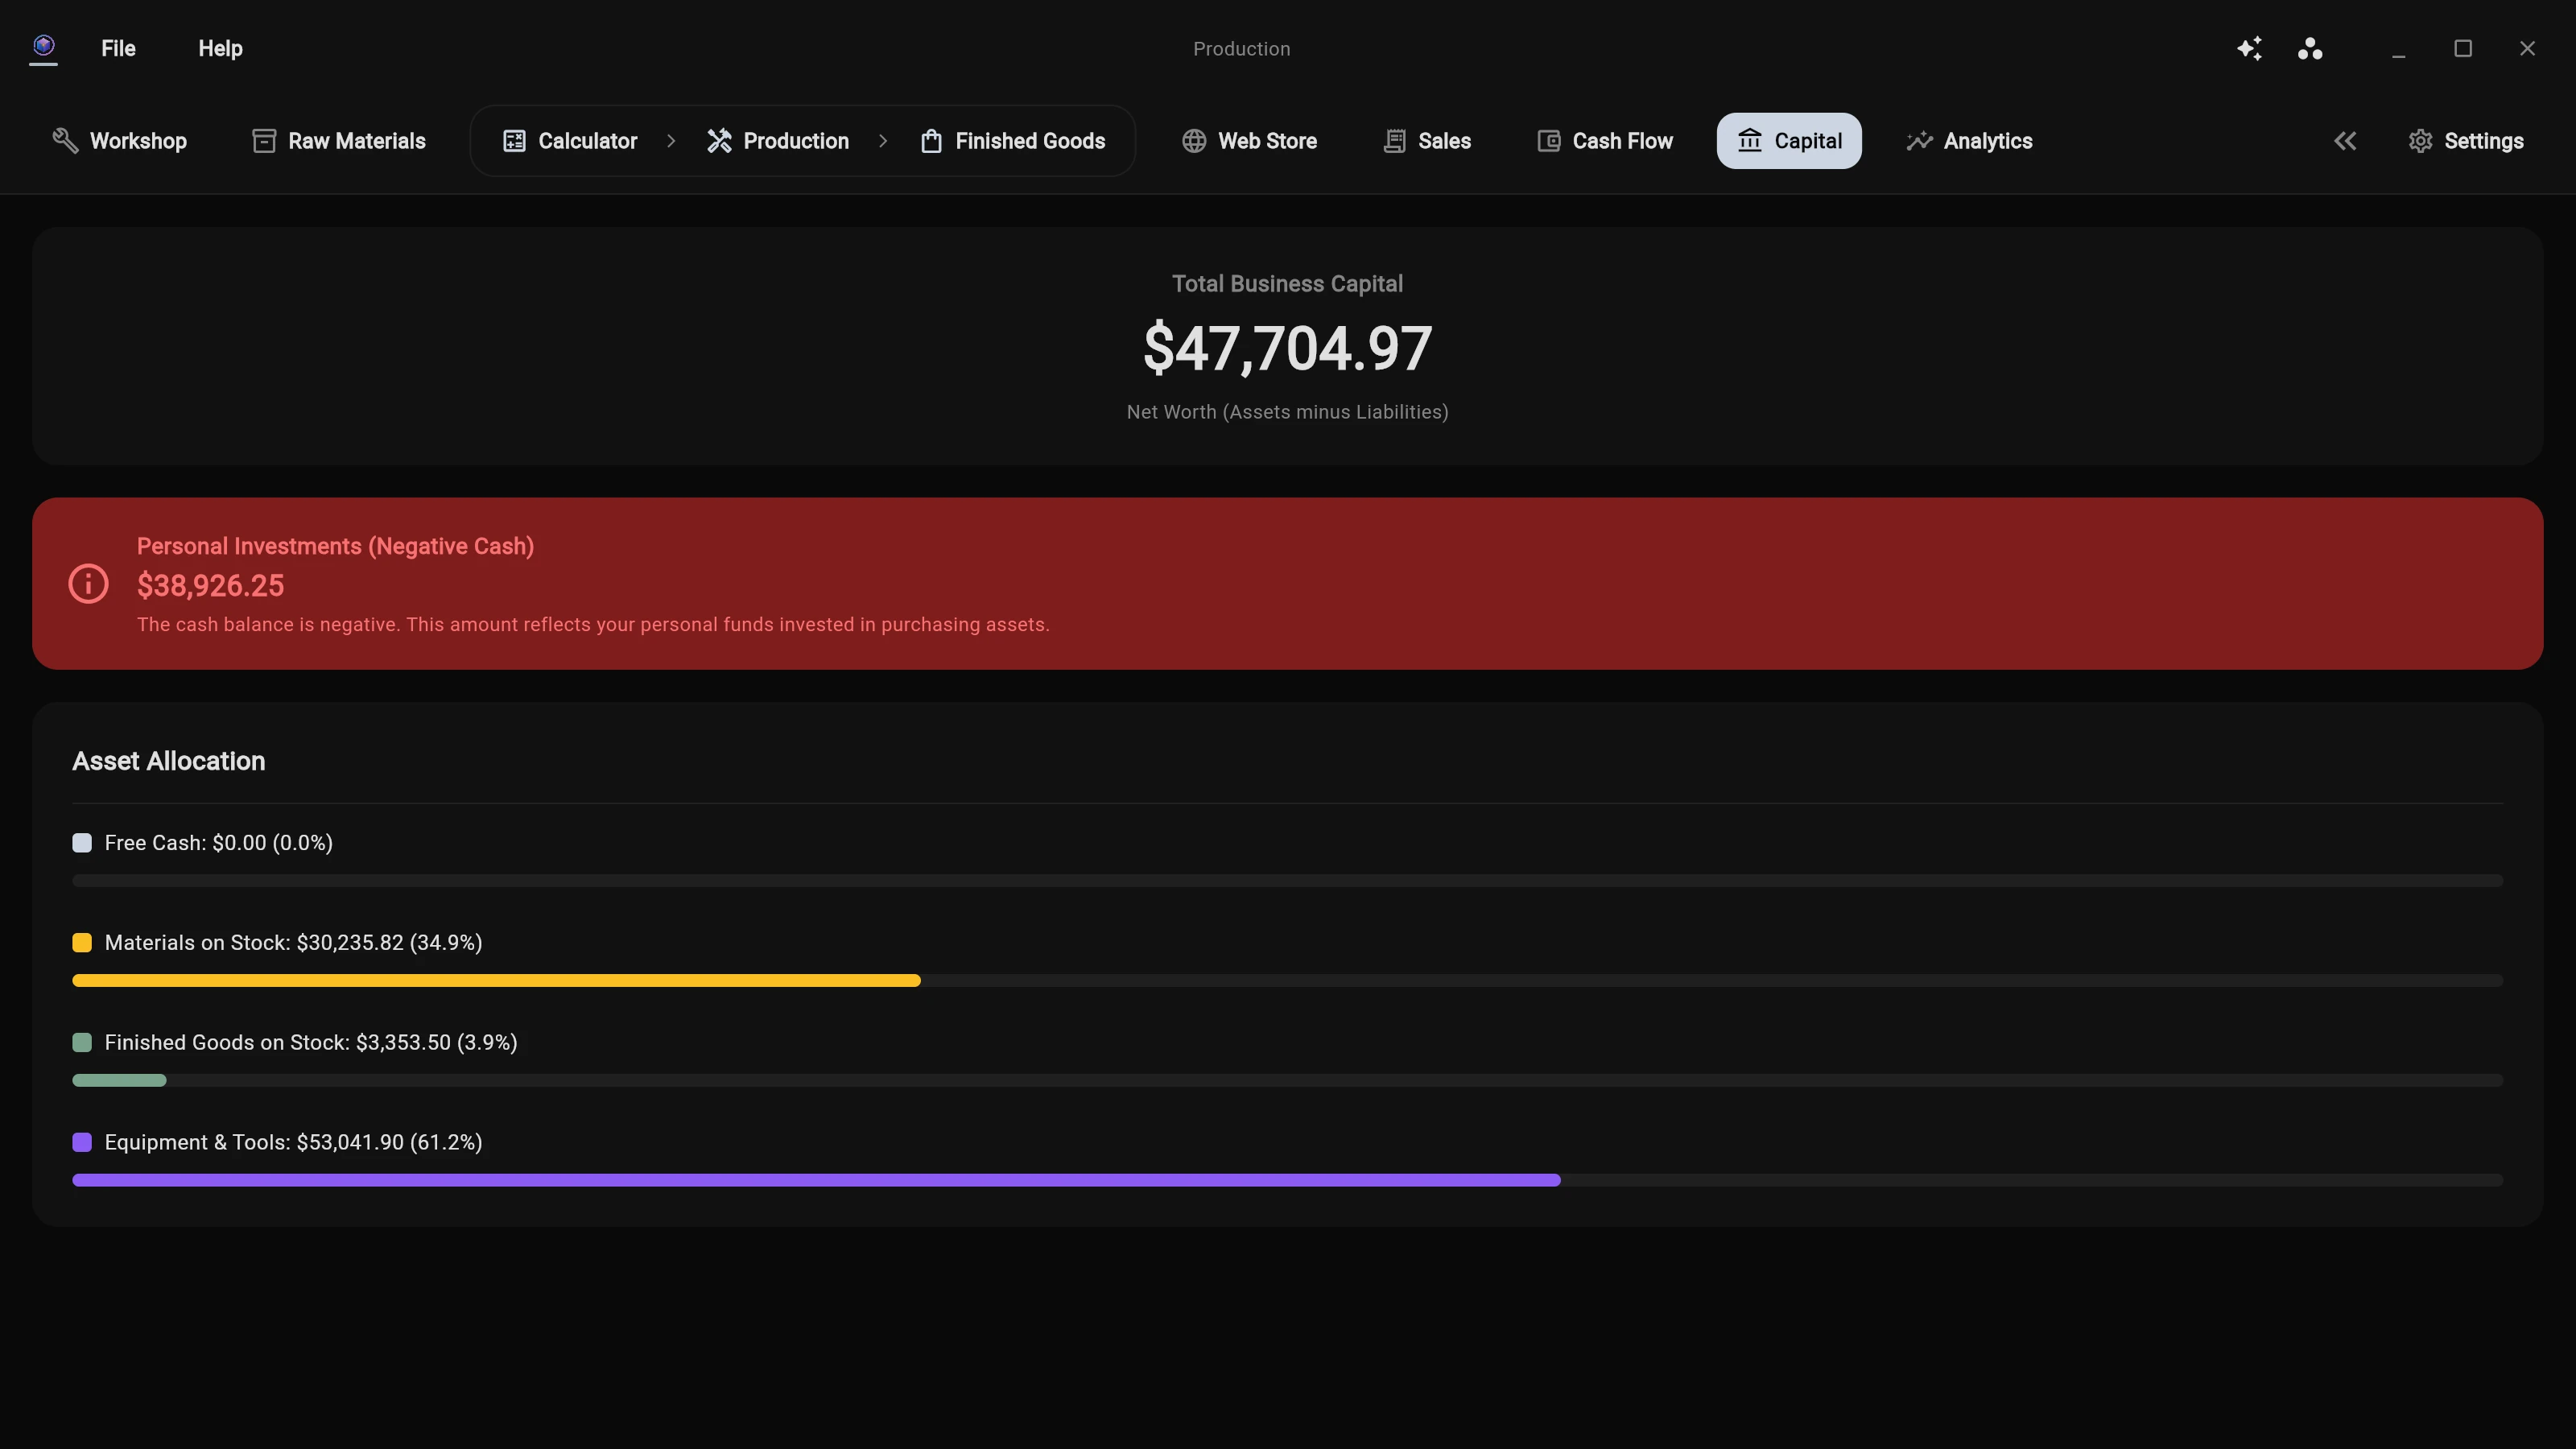 File Help Production
Workshop Raw Materials Calculator Production Finished Goods Web Store Sales Cash Flow Capital Analytics Settings
Total Business Capital
$47,704.97
Net Worth (Assets minus Liabilities)
Personal Investments (Negative Cash)
$38,926.25
The cash balance is negative. This amount reflects your personal funds invested in purchasing assets.
Asset Allocation
Free Cash: $0.00 (0.0%)
Materials on Stock: $30,235.82 (34.9%)
Finished Goods on Stock: $3,353.50 (3.9%)
Equipment & Tools: $53,041.90 (61.2%)